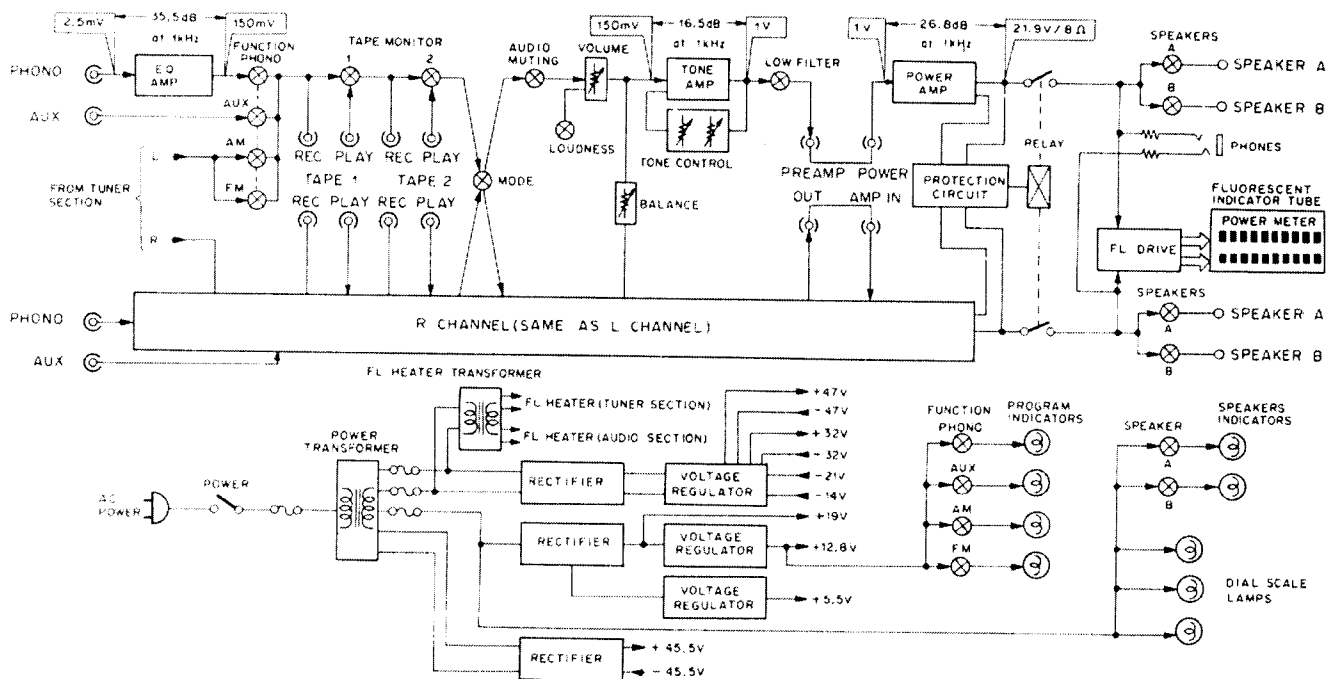 2.5mV
35.5dB
at 1kHz
150mV
PHONO
EQ
AMP
FUNCTION
PHONO
AUX
AUX
AM
FM
L
FROM TUNER
SECTION
R
TAPE MONITOR
1
2
REC PLAY
REC PLAY
TAPE 1
TAPE 2
REC PLAY
REC PLAY
MODE
AUDIO
MUTING
VOLUME
LOUDNESS
BALANCE
150mV
16.5dB
at 1kHz
1V
TONE
AMP
TONE CONTROL
LOW FILTER
PREAMP
OUT
POWER
AMP IN
1V
26.8dB
at 1kHz
21.9V/8Ω
POWER
AMP
PROTECTION
CIRCUIT
RELAY
SPEAKERS
A
B
SPEAKER A
SPEAKER B
PHONES
FLUORESCENT
INDICATOR TUBE
POWER METER
FL DRIVE
PHONO
AUX
R CHANNEL(SAME AS L CHANNEL)
SPEAKERS
A
B
SPEAKER A
SPEAKER B
FL HEATER TRANSFORMER
FL HEATER(TUNER SECTION)
FL HEATER(AUDIO SECTION)
POWER
TRANSFORMER
AC
POWER
POWER
RECTIFIER
VOLTAGE
REGULATOR
+47V
-47V
+32V
-32V
-21V
-14V
RECTIFIER
+19V
VOLTAGE
REGULATOR
+12.8V
VOLTAGE
REGULATOR
+5.5V
RECTIFIER
+45.5V
-45.5V
FUNCTION
PHONO
AUX
AM
FM
PROGRAM
INDICATORS
SPEAKER
A
B
SPEAKERS
INDICATORS
DIAL SCALE
LAMPS